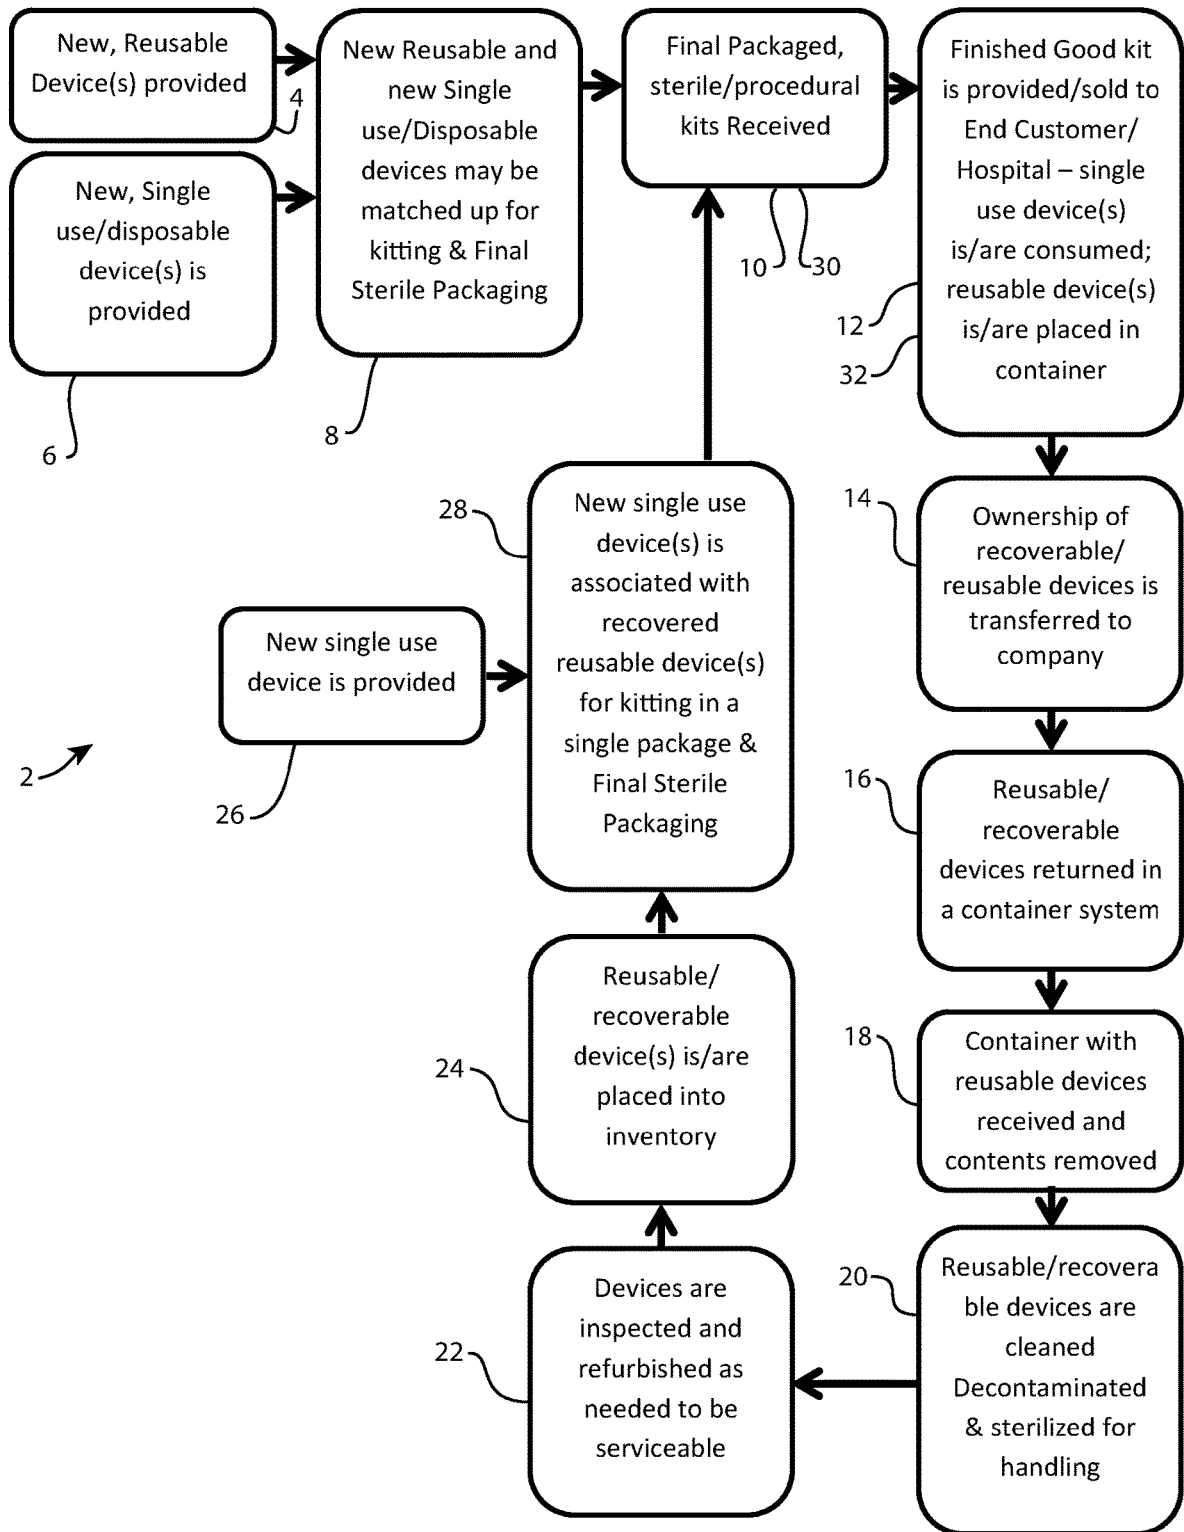 New, Reusable
Device(s) provided
4
New, Single
use/disposable
device(s) is
provided
6
New Reusable and
new Single
use/Disposable
devices may be
matched up for
kitting & Final
Sterile Packaging
8
Final Packaged,
sterile/procedural
kits Received
10
30
Finished Good kit
is provided/sold to
End Customer/
Hospital – single
use device(s)
is/are consumed;
reusable device(s)
is/are placed in
container
12
32
14
Ownership of
recoverable/
reusable devices is
transferred to
company
16
Reusable/
recoverable
devices returned in
a container system
18
Container with
reusable devices
received and
contents removed
20
Reusable/recovera
ble devices are
cleaned
Decontaminated
& sterilized for
handling
22
Devices are
inspected and
refurbished as
needed to be
serviceable
24
Reusable/
recoverable
device(s) is/are
placed into
inventory
New single use
device is provided
26
28
New single use
device(s) is
associated with
recovered
reusable device(s)
for kitting in a
single package &
Final Sterile
Packaging
2